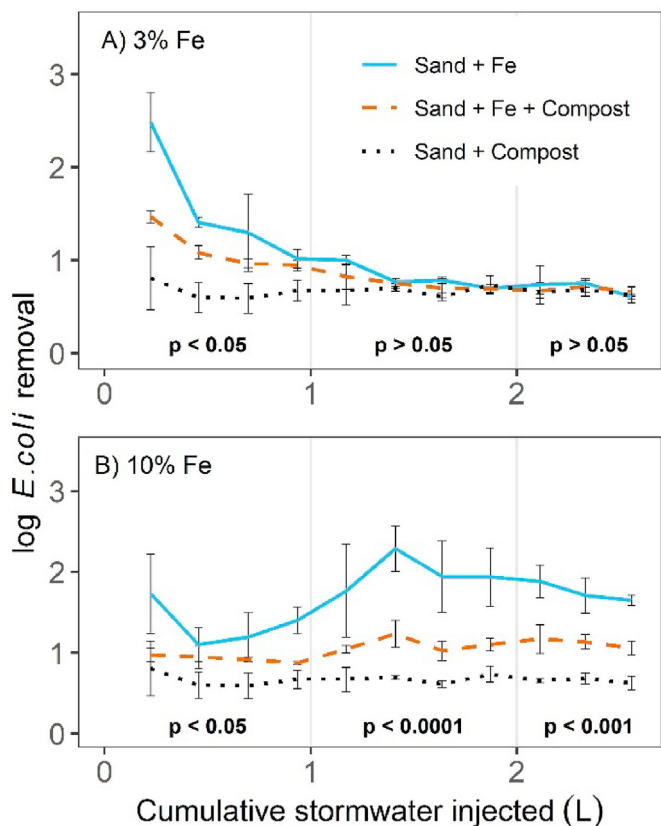 A) 3% Fe
Sand + Fe
Sand + Fe + Compost
Sand + Compost
3
2
1
0
p < 0.05
p > 0.05
p > 0.05
0
1
2
log E.coli removal
B) 10% Fe
3
2
1
0
p < 0.05
p < 0.0001
p < 0.001
0
1
2
Cumulative stormwater injected (L)